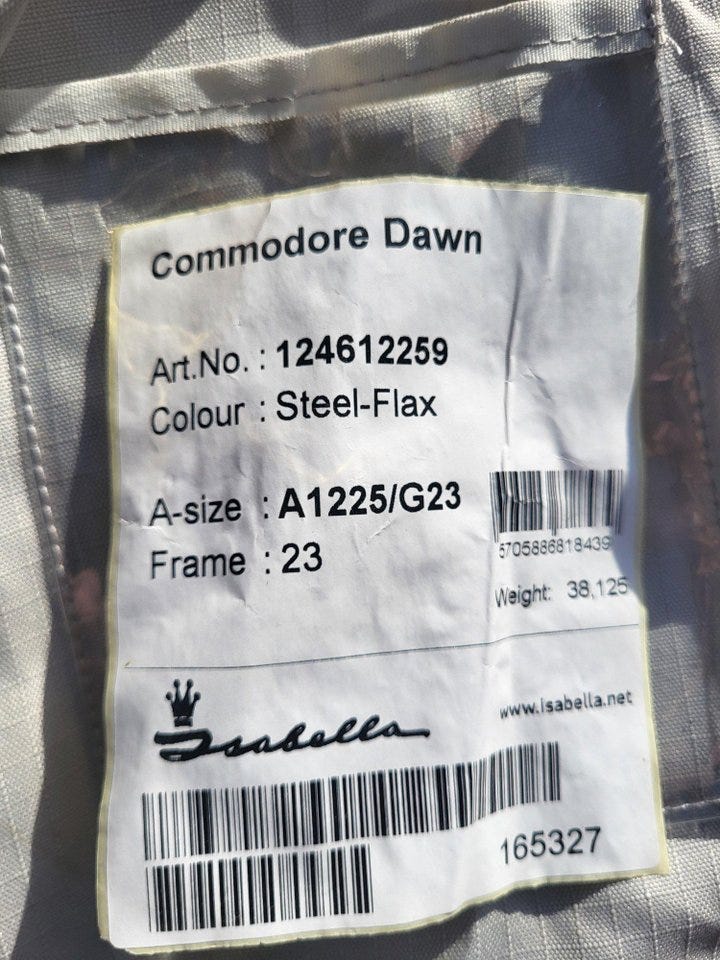 Commodore Dawn
Art.No. : 124612259
Colour : Steel-Flax
A-size : A1225/G23
Frame : 23
5705886818439
Weight: 38,125
Isabella
www.isabella.net
165327